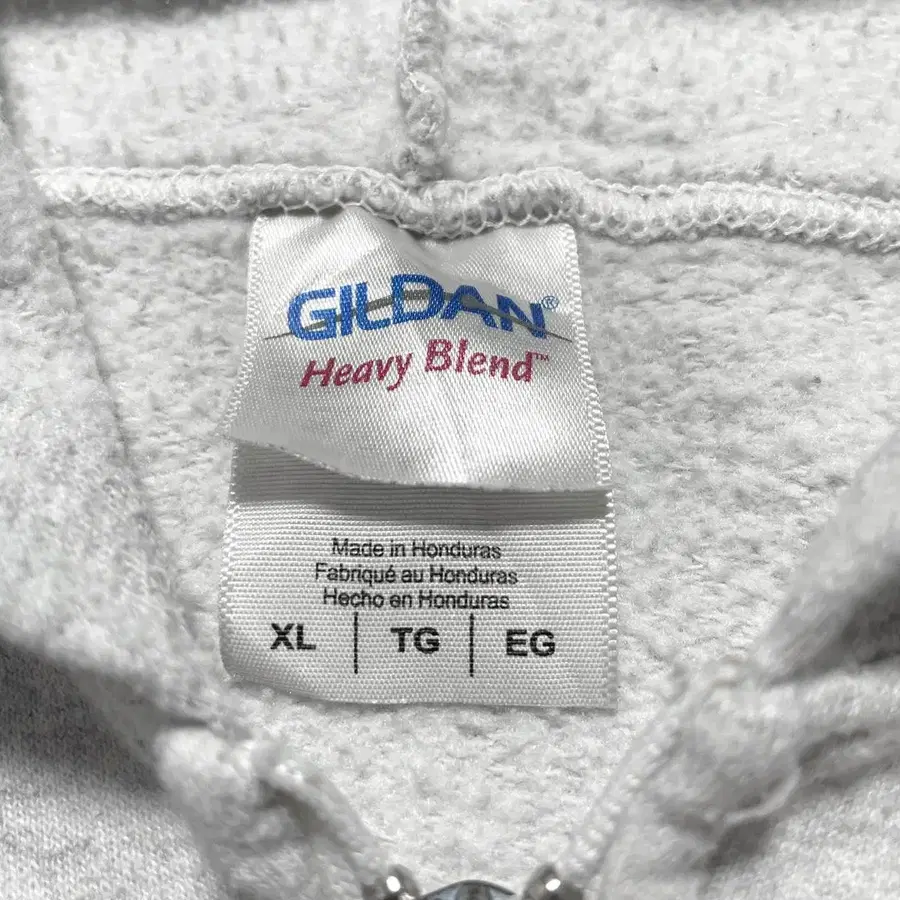 GILDAN®
Heavy Blend™
Made in Honduras
Fabriqué au Honduras
Hecho en Honduras
XL | TG | EG